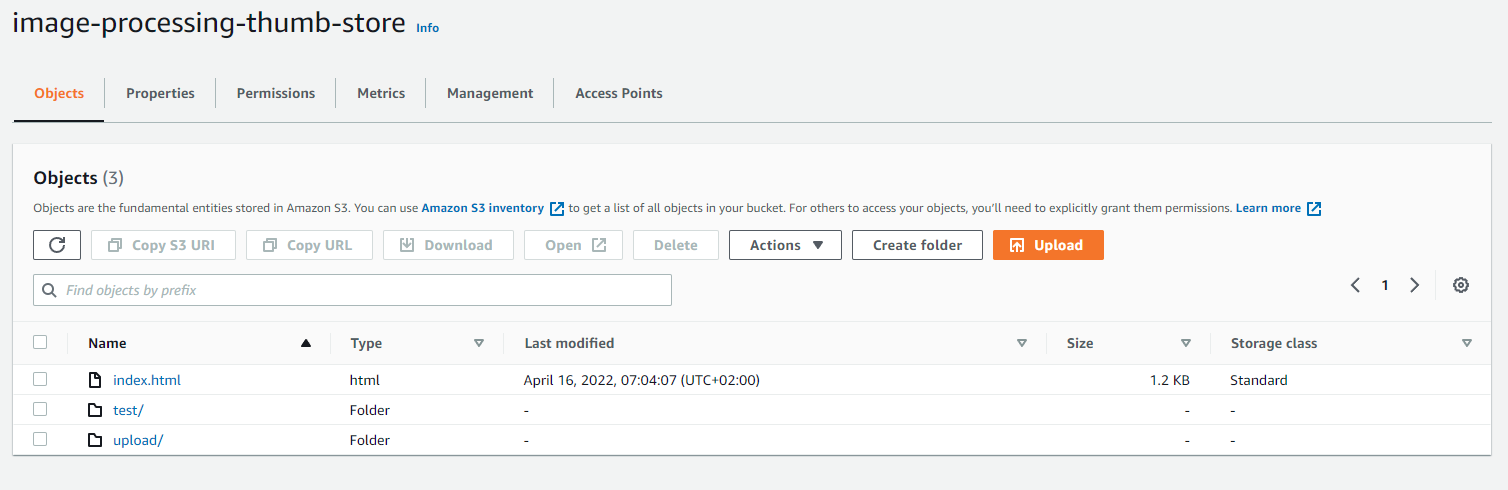 image-processing-thumb-store Info
Objects Properties Permissions Metrics Management Access Points
Objects (3)
Objects are the fundamental entities stored in Amazon S3. You can use Amazon S3 inventory to get a list of all objects in your bucket. For others to access your objects, you'll need to explicitly grant them permissions. Learn more
Copy S3 URI Copy URL Download Open Delete Actions Create folder Upload
Find objects by prefix 1
Name Type Last modified Size Storage class
index.html html April 16, 2022, 07:04:07 (UTC+02:00) 1.2 KB Standard
test/ Folder - - -
upload/ Folder - - -